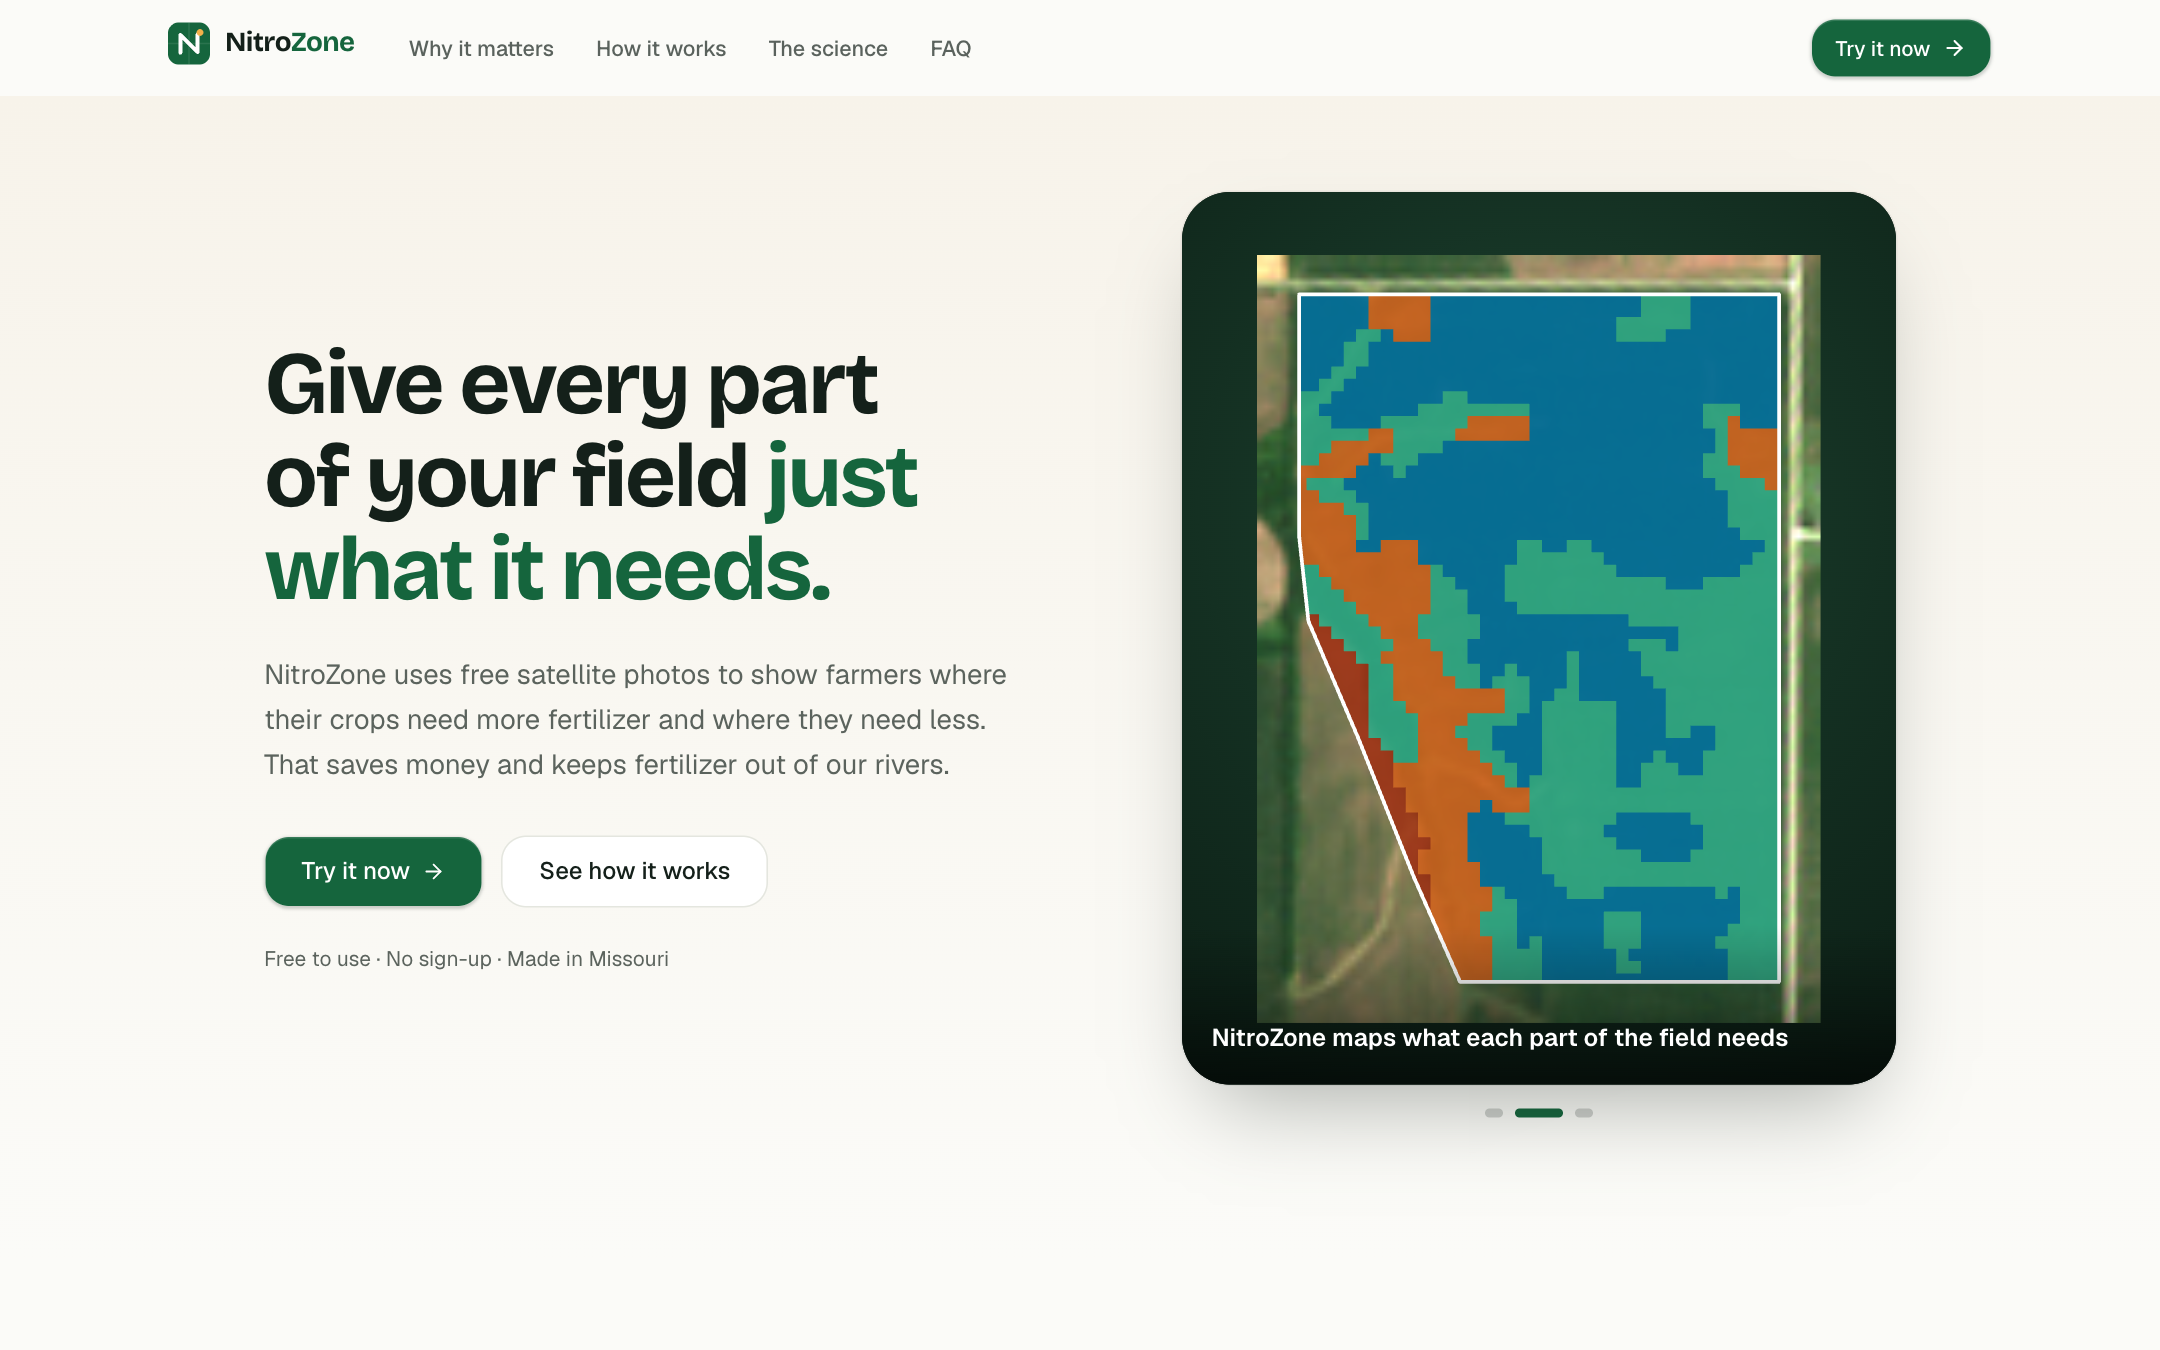 NitroZone
Why it matters
How it works
The science
FAQ
Try it now →
Give every part
of your field just
what it needs.
NitroZone uses free satellite photos to show farmers where
their crops need more fertilizer and where they need less.
That saves money and keeps fertilizer out of our rivers.
Try it now →
See how it works
Free to use · No sign-up · Made in Missouri
NitroZone maps what each part of the field needs